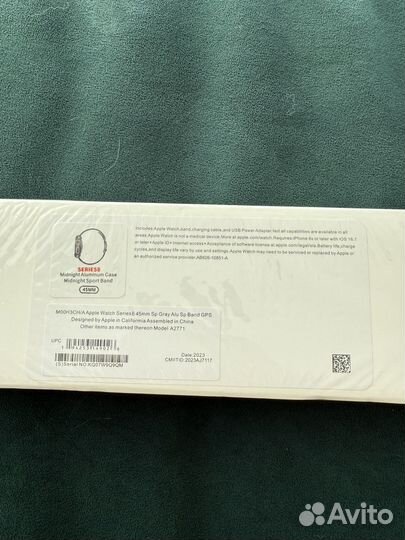 Includes Apple Watch, band, charging cable, and USB Power Adapter. Not all capabilities are available in all
areas. Apple Watch is not a medical device. More at apple.com/watch. Requires iPhone 8s or later with iOS 16.7
or later • Apple ID • Internet access • Acceptance of software license at apple.com/legal/sla. Battery life, charge
cycles, and display life vary by use and settings. Apple Watch may need to be serviced or replaced by Apple or
an authorized service provider. AB626-10851-A
SERIES8
Midnight Aluminum Case
Midnight Sport Band
45MM
M00H3CH/A Apple Watch Series8 45mm Sp Gray Alu Sp Band GPS
Designed by Apple in California Assembled in China
Other items as marked thereon Model A2771
UPC
Date:2023
CMIITID:2023AJ7117
(S)Serial NO.KQ07W9Q9QM
Avito